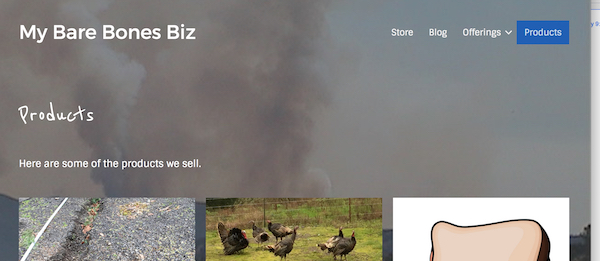 My Bare Bones Biz
Store Blog Offerings Products
Products
Here are some of the products we sell.